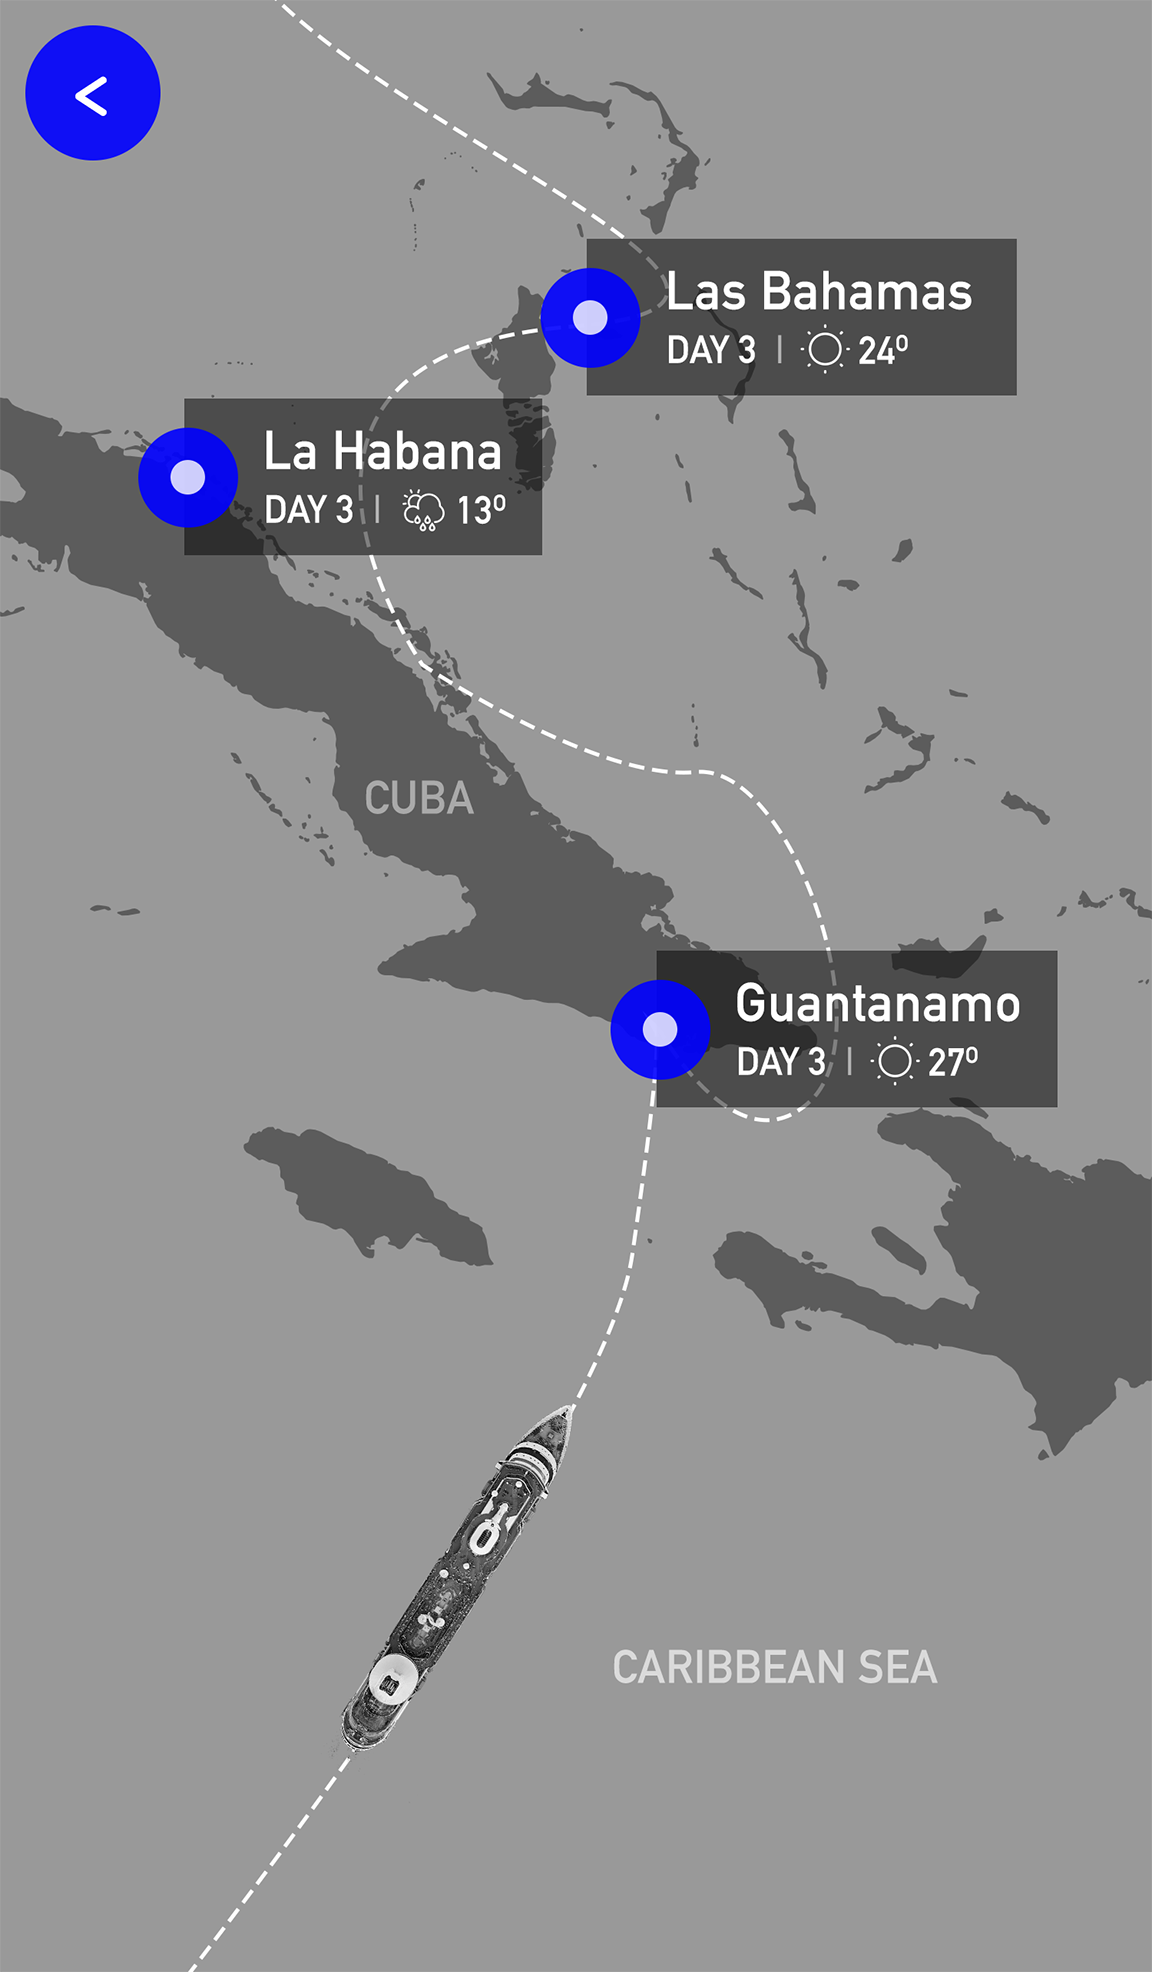 <
Las Bahamas
DAY 3 | 24º
La Habana
DAY 3 | 13º
CUBA
Guantanamo
DAY 3 | 27º
CARIBBEAN SEA